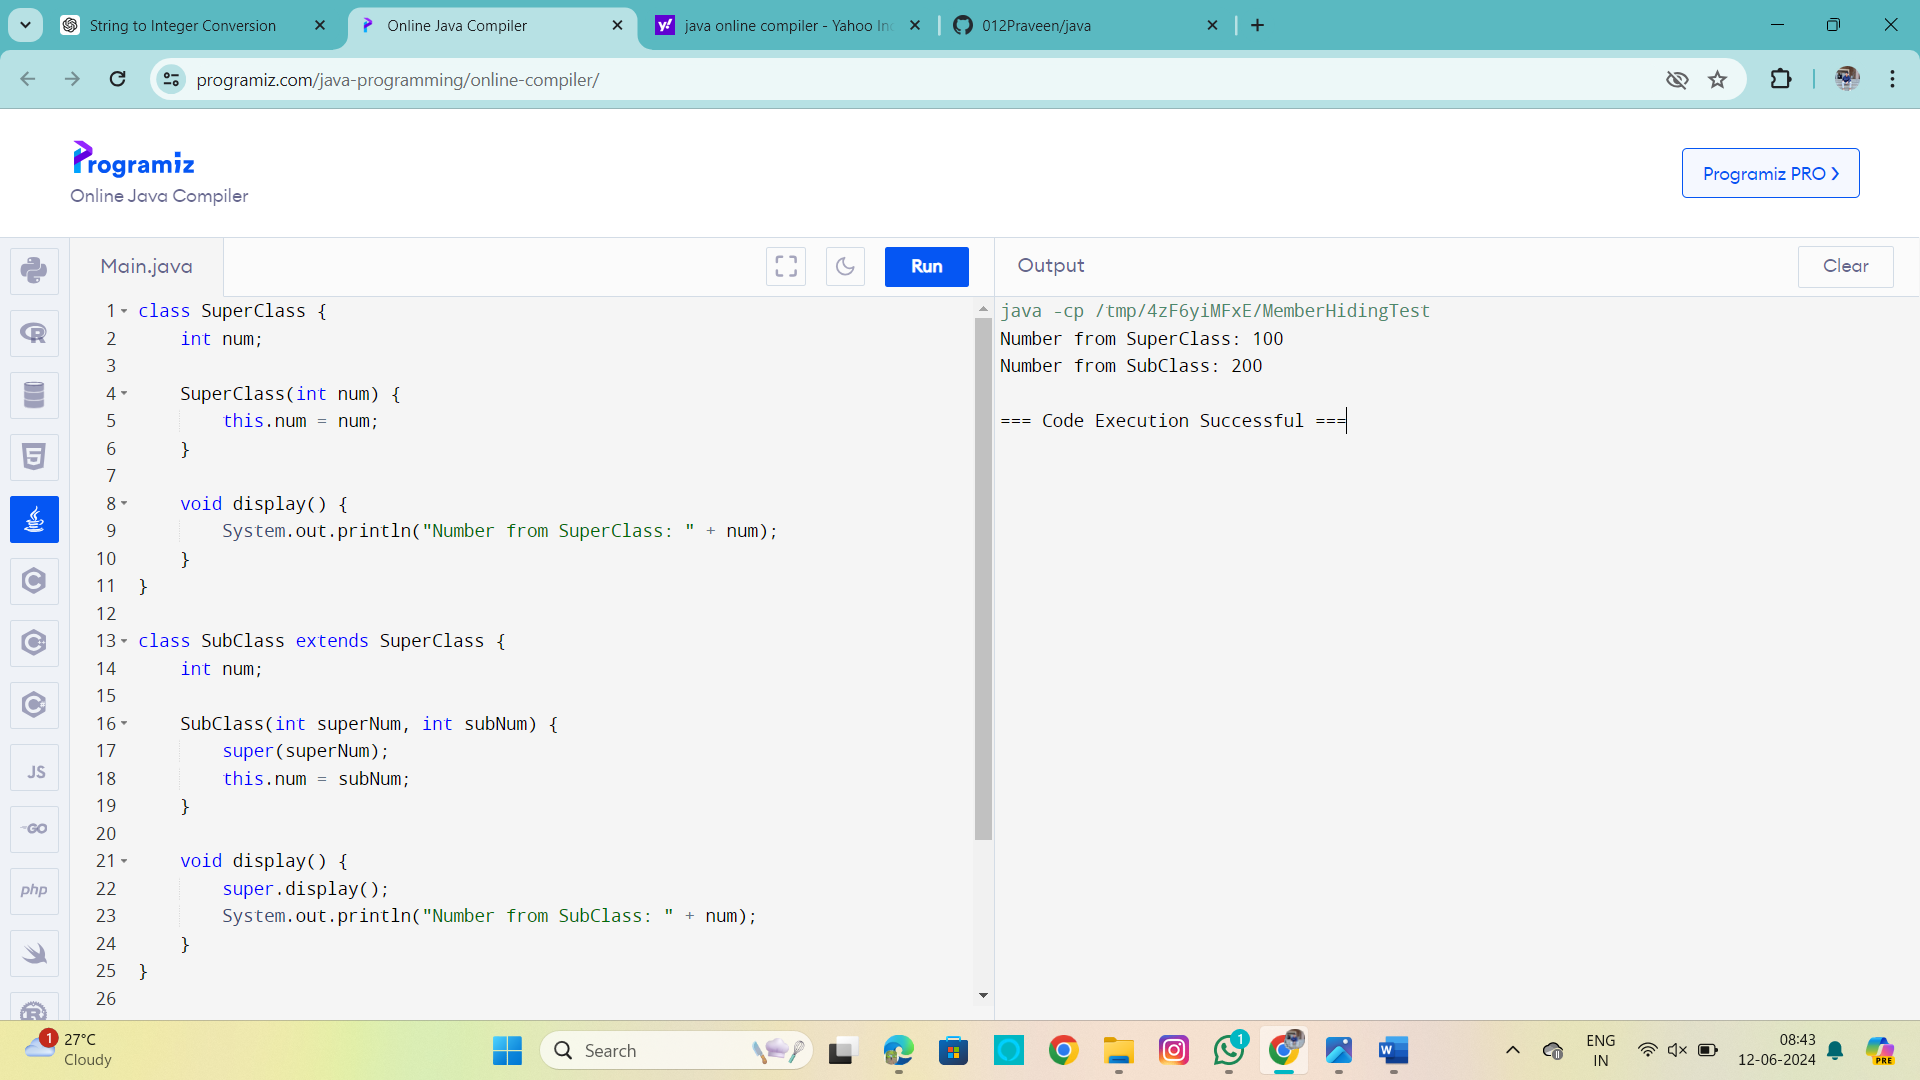 String to Integer Conversion
Online Java Compiler
java online compiler - Yahoo In
012Praveen/java
programiz.com/java-programming/online-compiler/
Programiz
Online Java Compiler
Programiz PRO
Main.java
Run
Output
Clear
1 class SuperClass {
2 int num;
3
4 SuperClass(int num) {
5 this.num = num;
6 }
7
8 void display() {
9 System.out.println("Number from SuperClass: " + num);
10 }
11 }
12
13 class SubClass extends SuperClass {
14 int num;
15
16 SubClass(int superNum, int subNum) {
17 super(superNum);
18 this.num = subNum;
19 }
20
21 void display() {
22 super.display();
23 System.out.println("Number from SubClass: " + num);
24 }
25 }
26
java -cp /tmp/4zF6yiMFxE/MemberHidingTest
Number from SuperClass: 100
Number from SubClass: 200
=== Code Execution Successful ===
JS
GO
php
1
27°C
Cloudy
Search
1
W
ENG
IN
08:43
12-06-2024
PRE